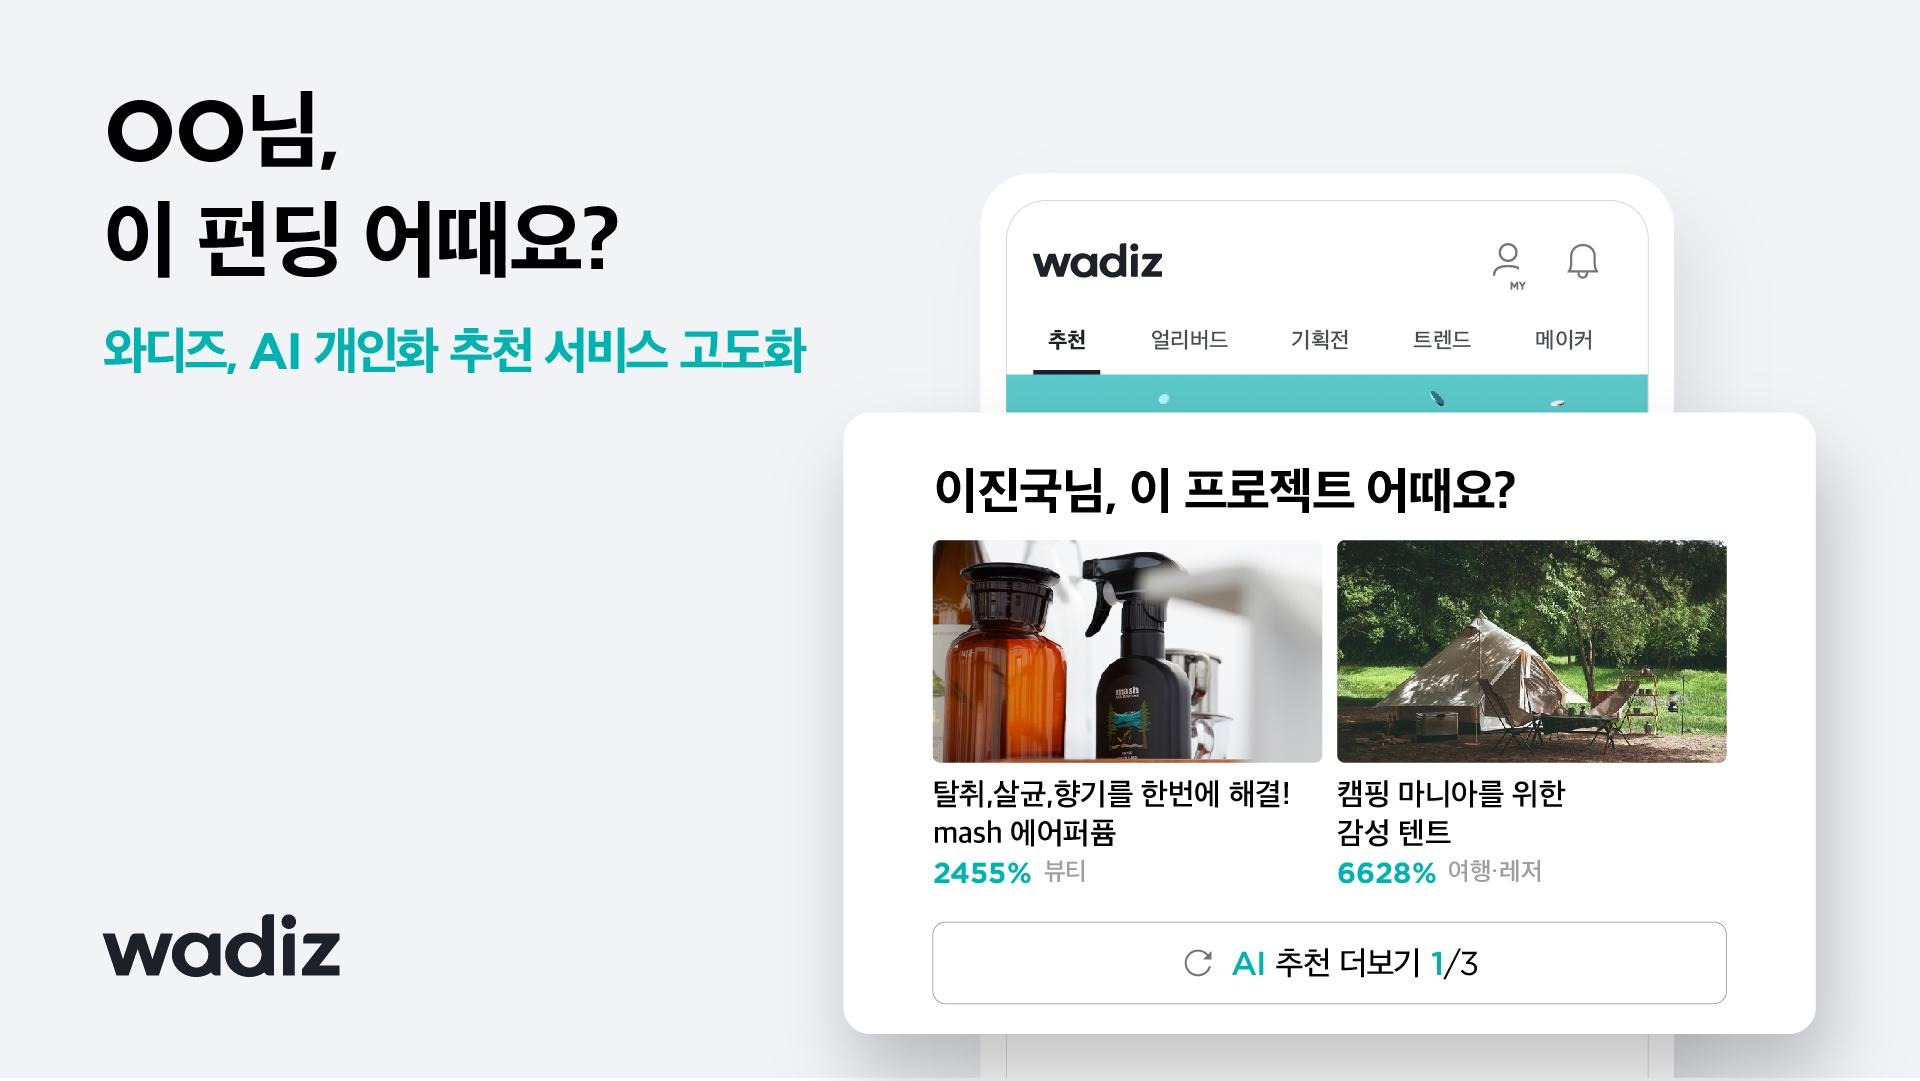 OO님,
이 펀딩 어때요?
와디즈, AI 개인화 추천 서비스 고도화
wadiz
wadiz
MY
추천 얼리버드 기획전 트렌드 메이커
이진국님, 이 프로젝트 어때요?
mash
탈취,살균,향기를 한번에 해결!
mash 에어퍼퓸
2455% 뷰티
캠핑 마니아를 위한
감성 텐트
6628% 여행·레저
AI 추천 더보기 1/3